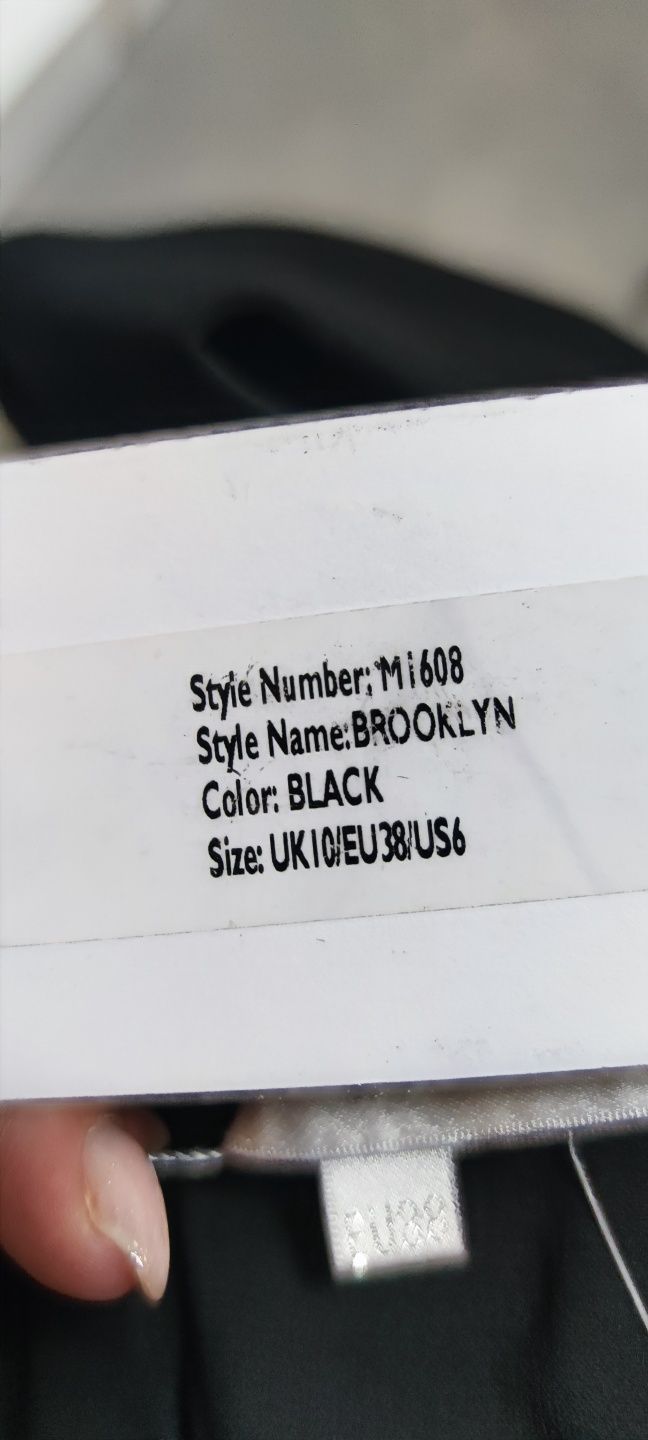 Style Number: M1608
Style Name:BROOKLYN
Color: BLACK
Size: UK10/EU38/US6
EU38